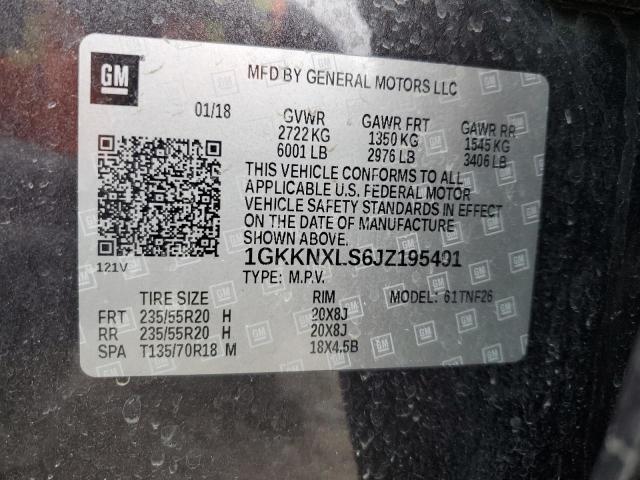 GM
MFD BY GENERAL MOTORS LLC
01/18 GVWR GAWR FRT GAWR RR
2722 KG 1350 KG 1545 KG
6001 LB 2976 LB 3406 LB
THIS VEHICLE CONFORMS TO ALL
APPLICABLE U.S. FEDERAL MOTOR
VEHICLE SAFETY STANDARDS IN EFFECT
ON THE DATE OF MANUFACTURE
SHOWN ABOVE.
121V
1GKKNXLS6JZ195491
TYPE: M.P.V. MODEL: 61TNF26
TIRE SIZE RIM
FRT 235/55R20 H 20X8J
RR 235/55R20 H 20X8J
SPA T135/70R18 M 18X4.5B